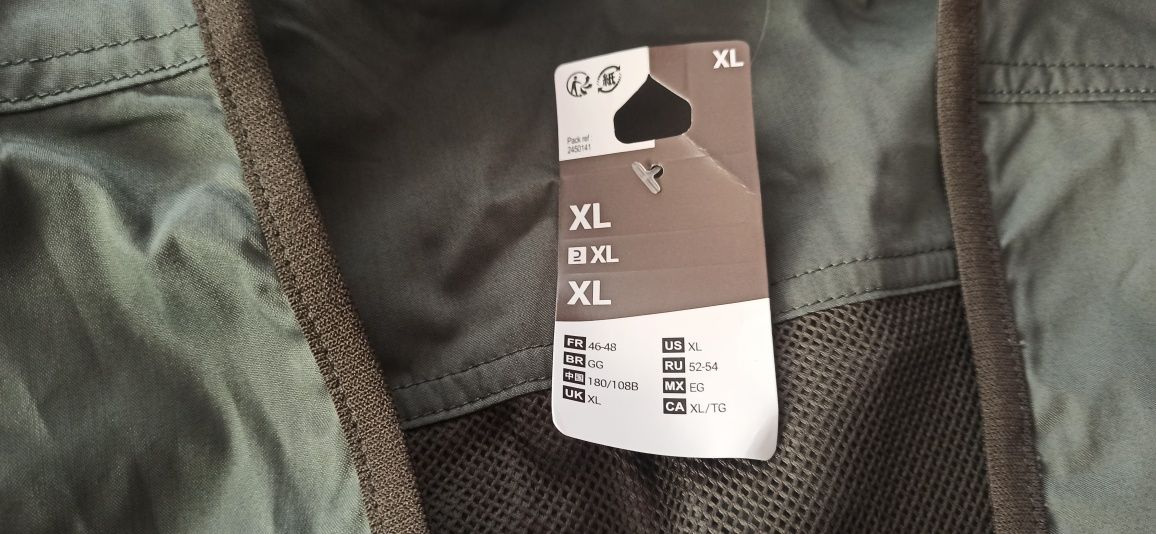 XL
紙
Pack ref :
2450141
XL
XL
XL
FR 46-48
BR GG
中国 180/108B
UK XL
US XL
RU 52-54
MX EG
CA XL/TG